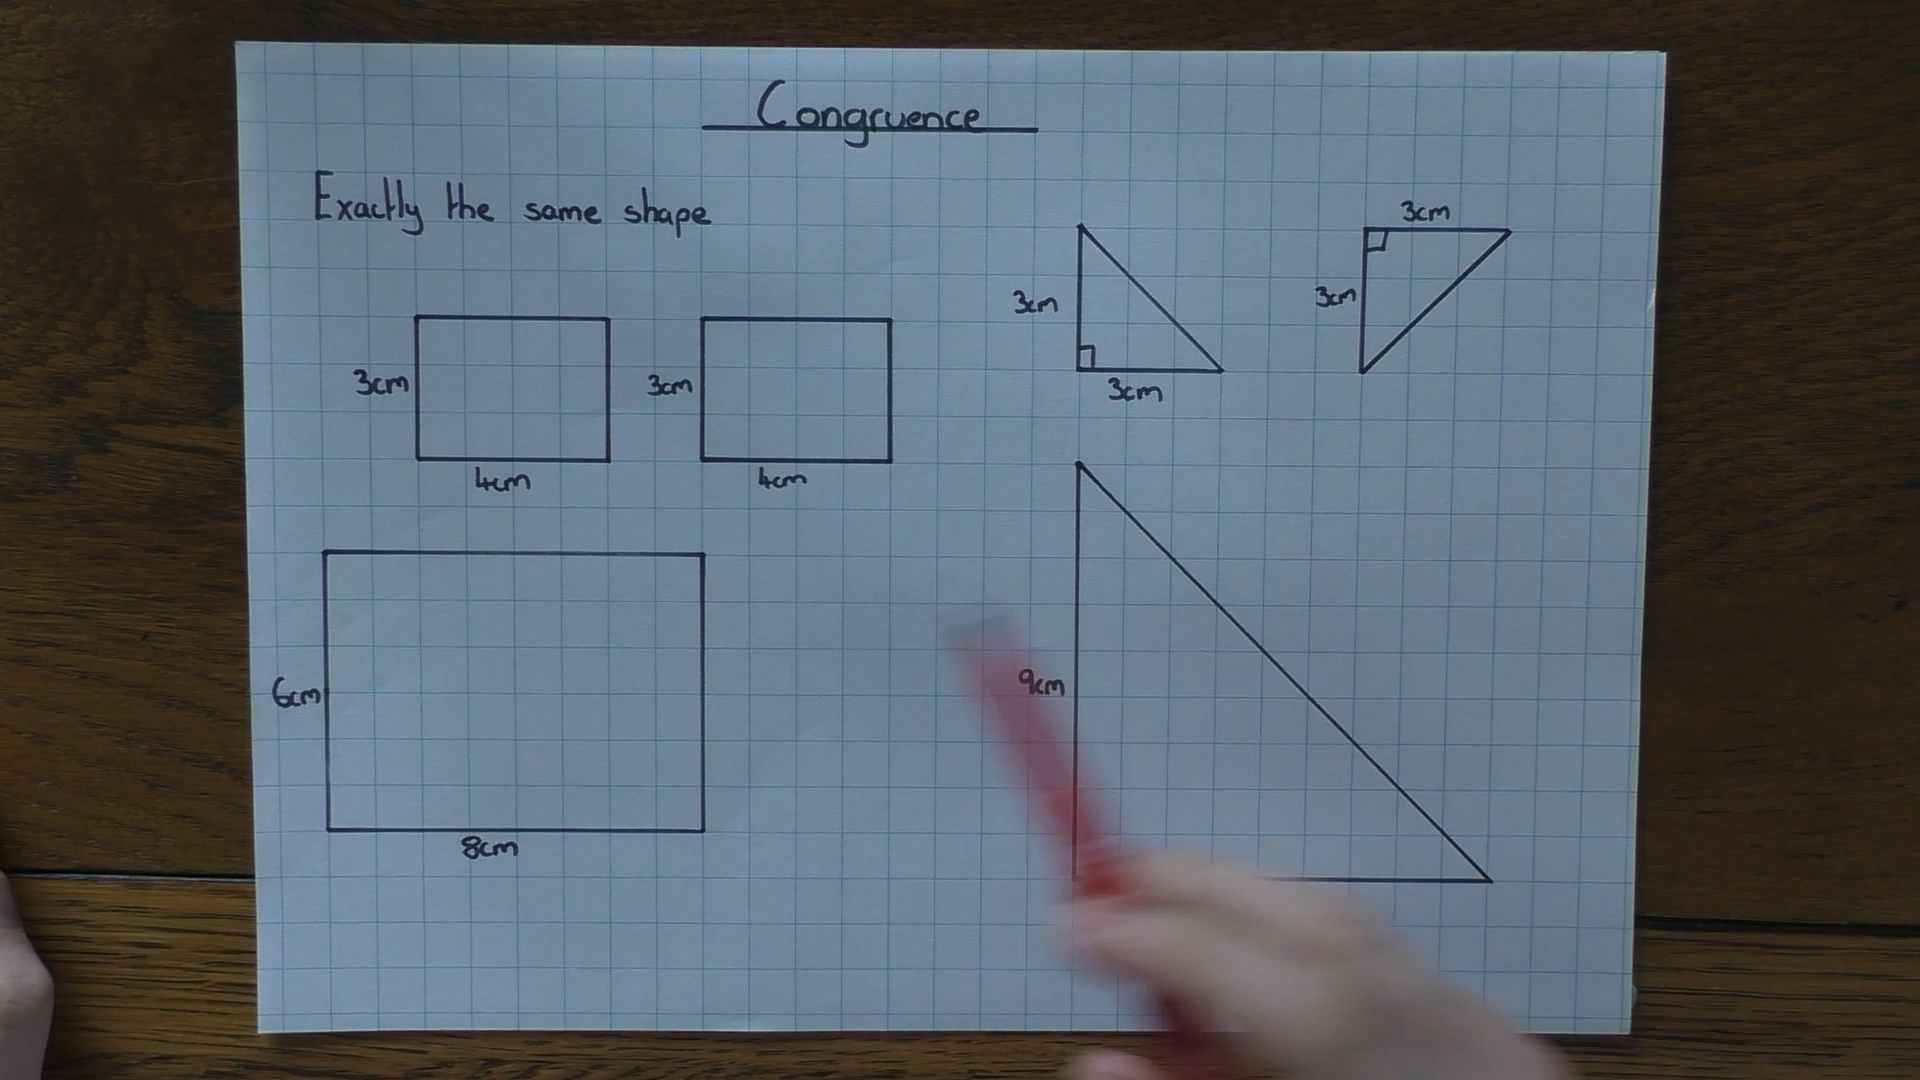 Congruence
Exactly the same shape
3cm
3cm
3cm
3cm
3cm
3cm
4cm
4cm
9cm
6cm
8cm